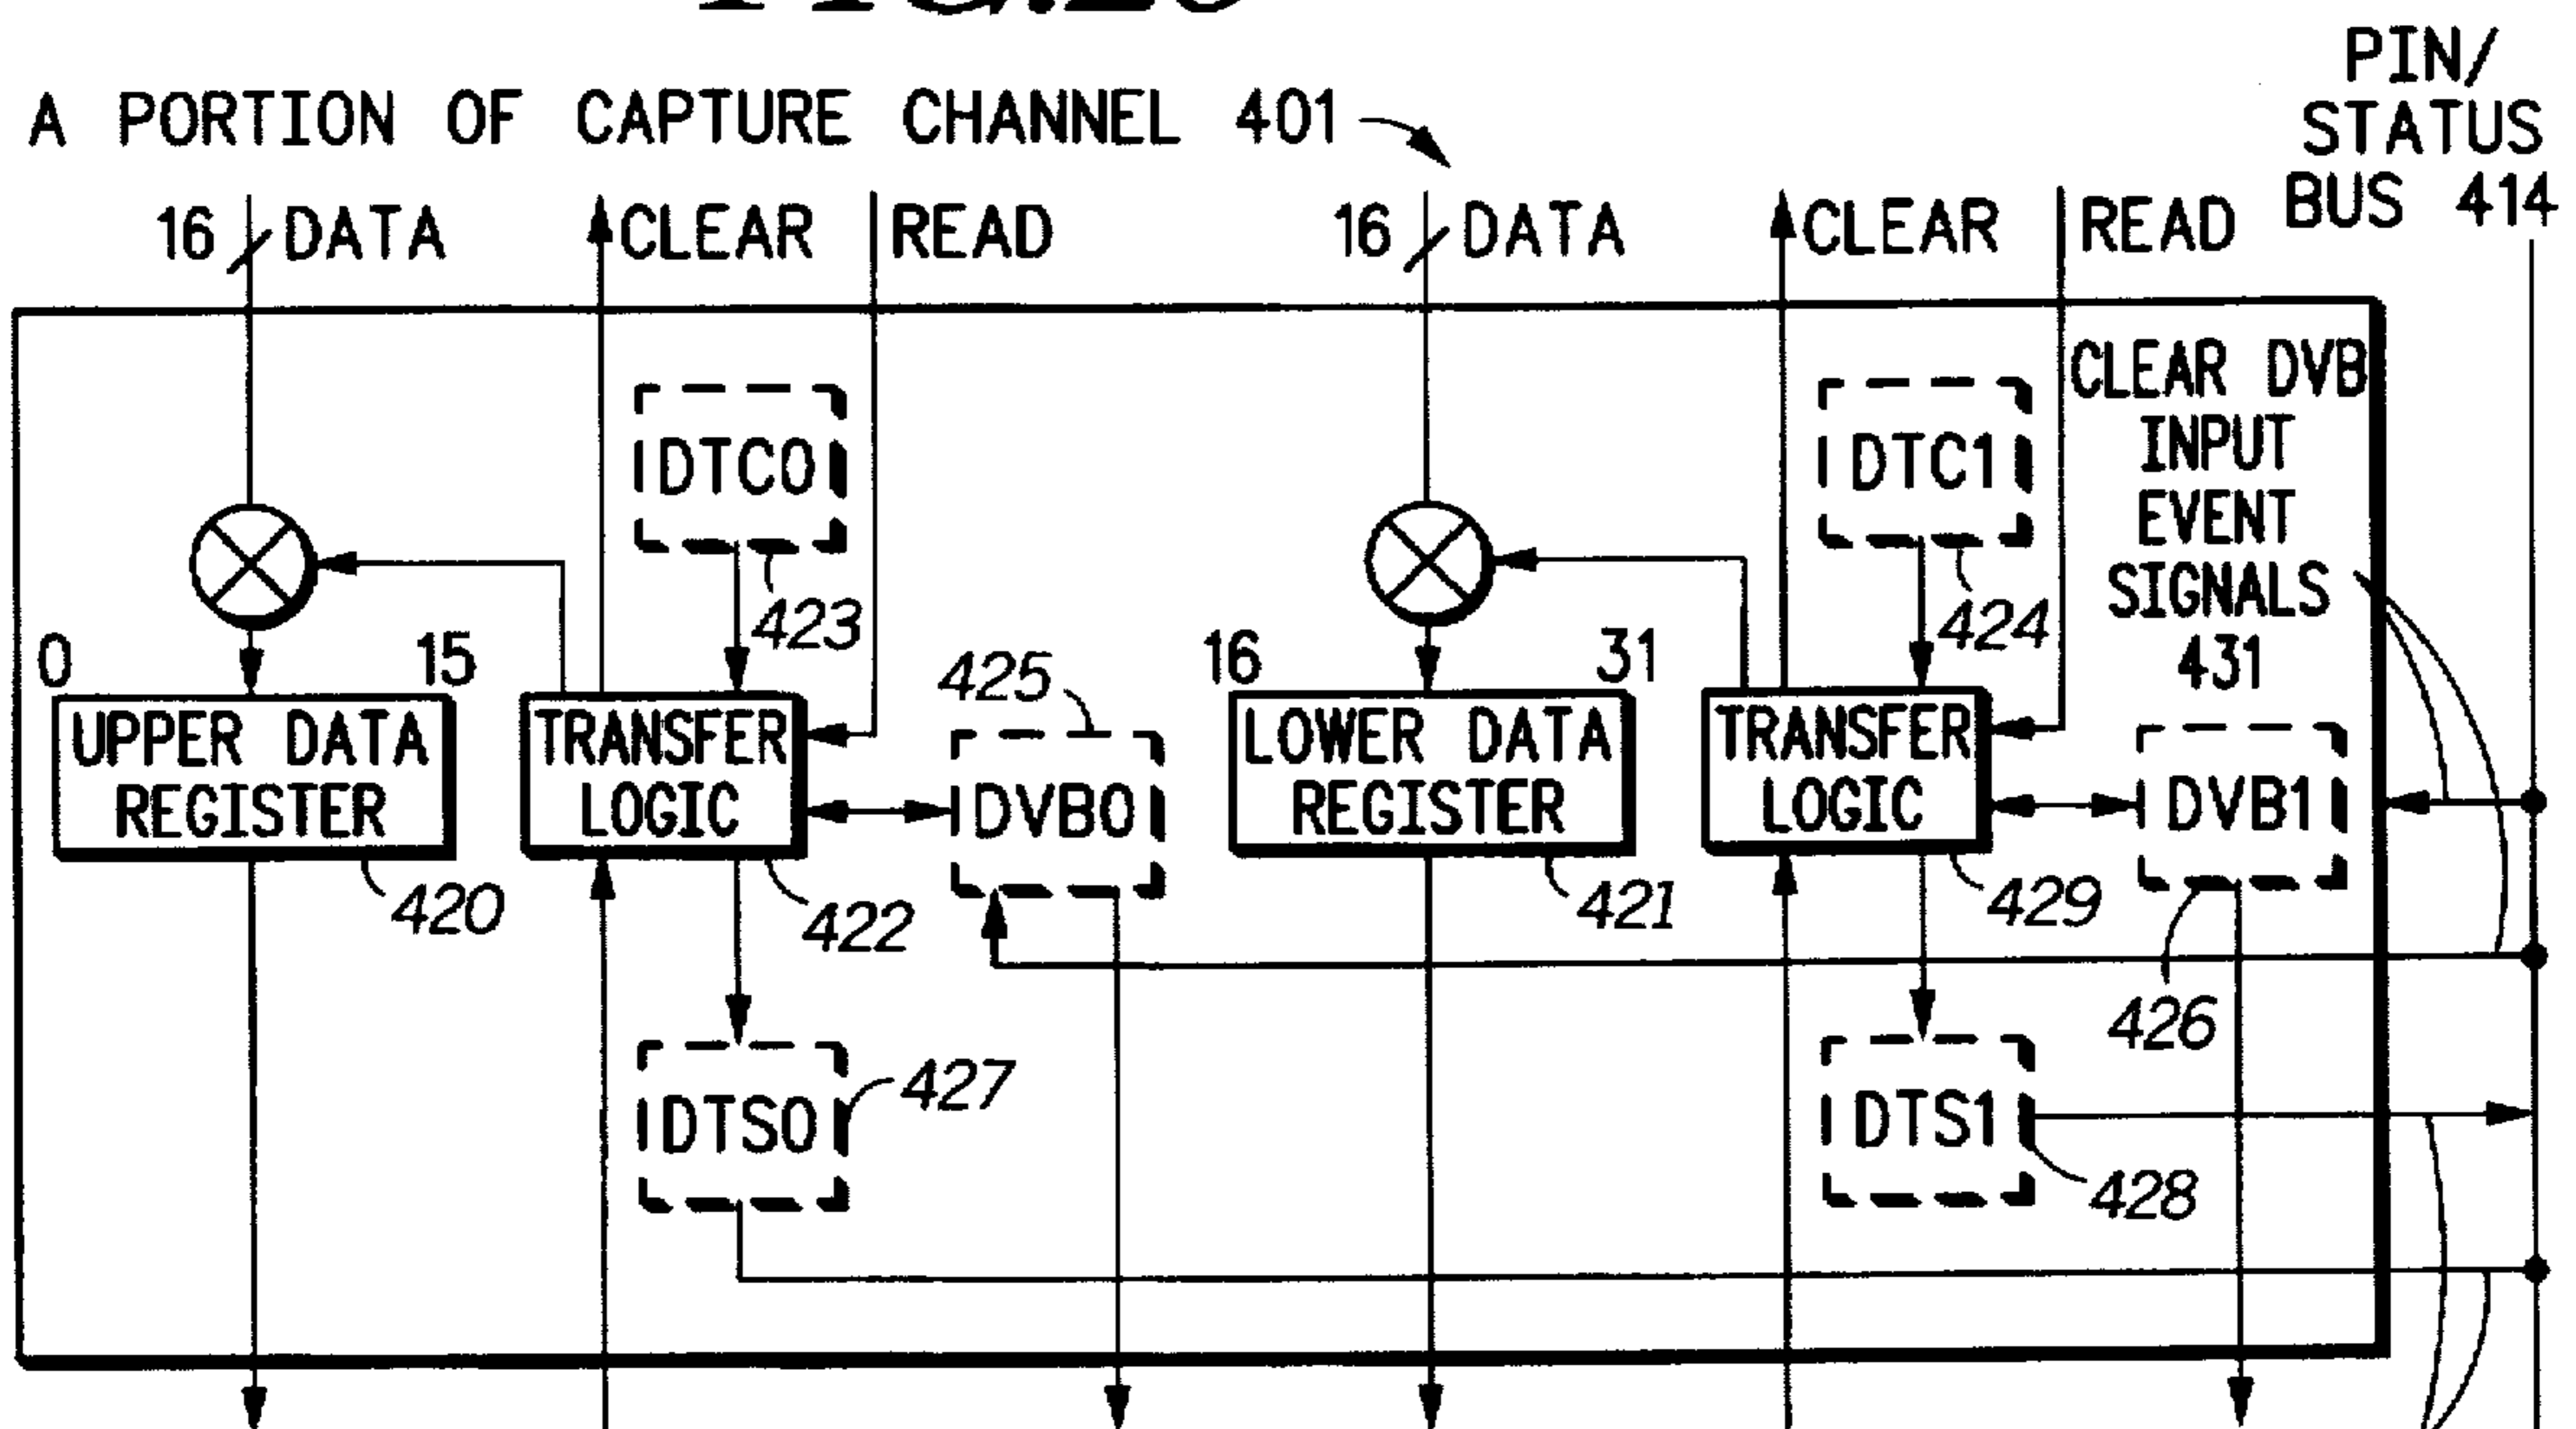 A PORTION OF CAPTURE CHANNEL 401
PIN/
STATUS
BUS 414
16 DATA
CLEAR
READ
16 DATA
CLEAR
READ
CLEAR DVB
INPUT
EVENT
SIGNALS
431
DTC0
423
DTC1
424
0
15
UPPER DATA
REGISTER
420
TRANSFER
LOGIC
422
425
DVB0
16
31
LOWER DATA
REGISTER
421
TRANSFER
LOGIC
429
DVB1
426
DTS0
427
DTS1
428